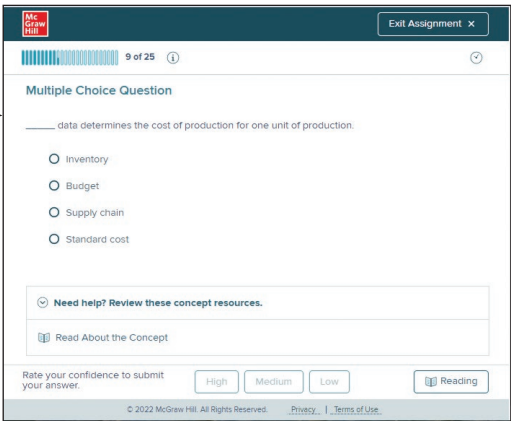 Mc
Graw
Hill
Exit Assignment ×
9 of 25
Multiple Choice Question
_____ data determines the cost of production for one unit of production.
Inventory
Budget
Supply chain
Standard cost
Need help? Review these concept resources.
Read About the Concept
Rate your confidence to submit
your answer.
High
Medium
Low
Reading
© 2022 McGraw Hill. All Rights Reserved. Privacy | Terms of Use